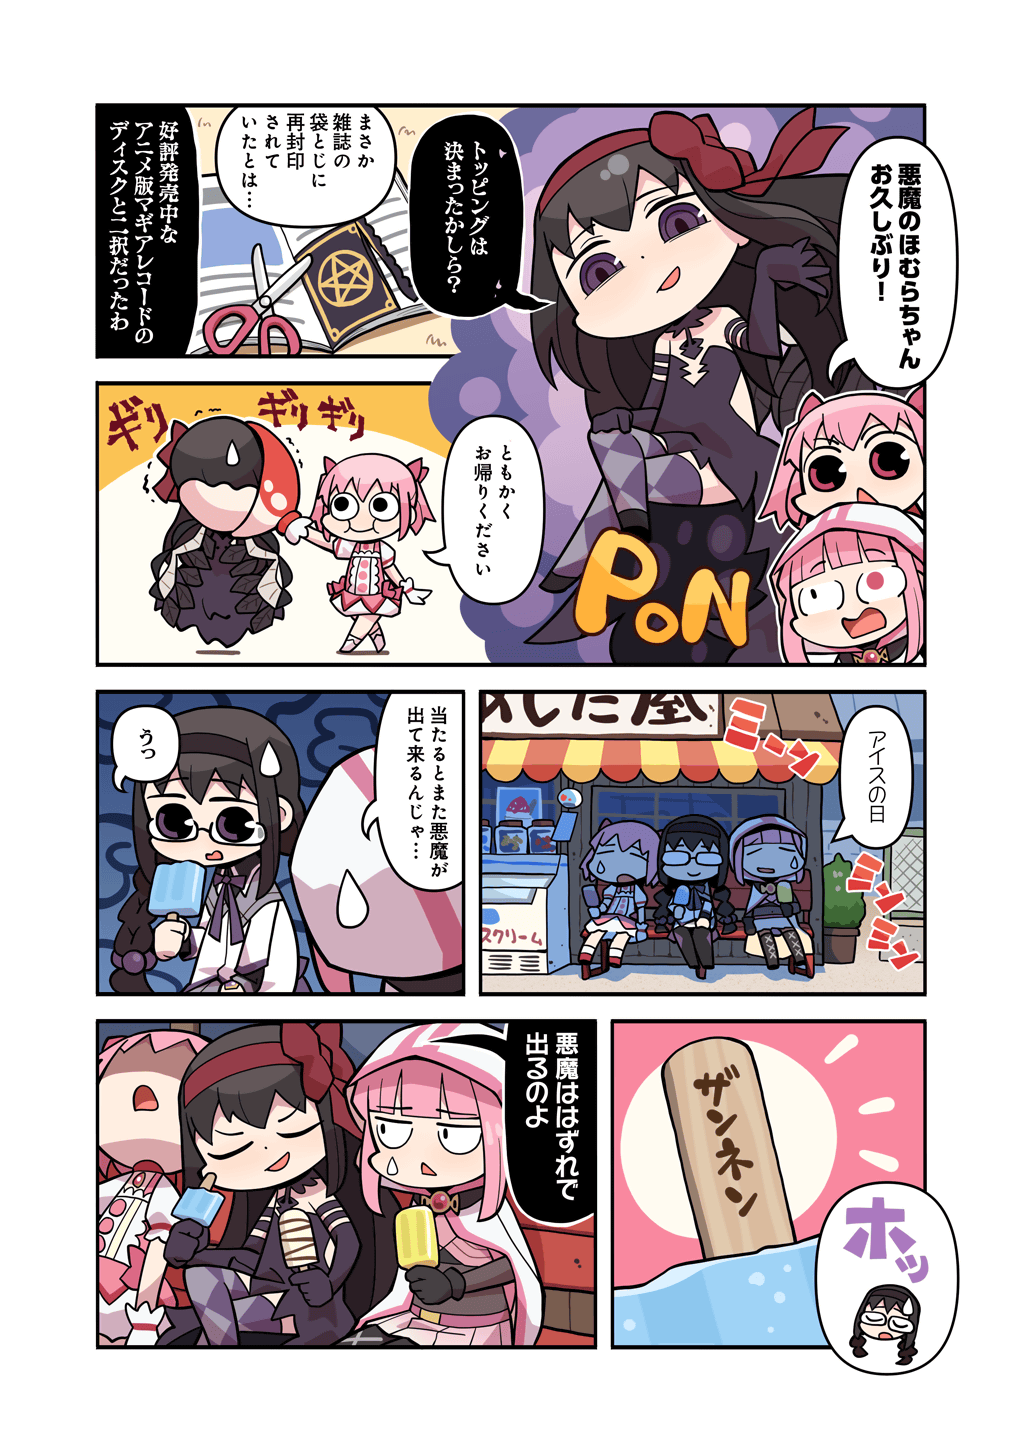 悪魔のほむらちゃん
お久しぶり！
PoN
トッピングは
決まったかしら？
まさか
雑誌の
袋とじに
再封印
されて
いたとは…
好評発売中な
アニメ版マギアレコードの
ディスクと二択だったわ
ともかく
お帰りください
ギリ
ギリ
ギリ
アイスの日
ミーンッ
ミーン
ミン
スクリーム
当たるとまた悪魔が
出て来るんじゃ…
うっ
ザンネン
ホッ
悪魔ははずれで
出るのよ